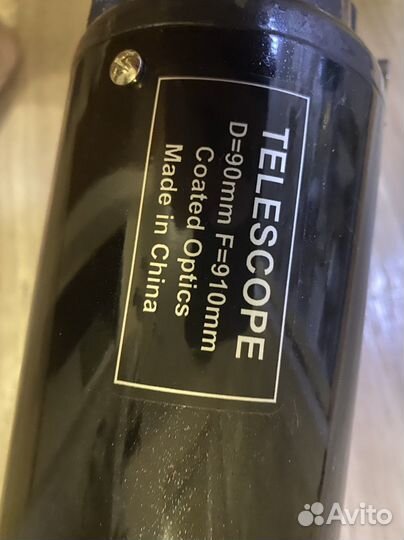 TELESCOPE
D=90mm F=910mm
Coated Optics
Made in China
Avito